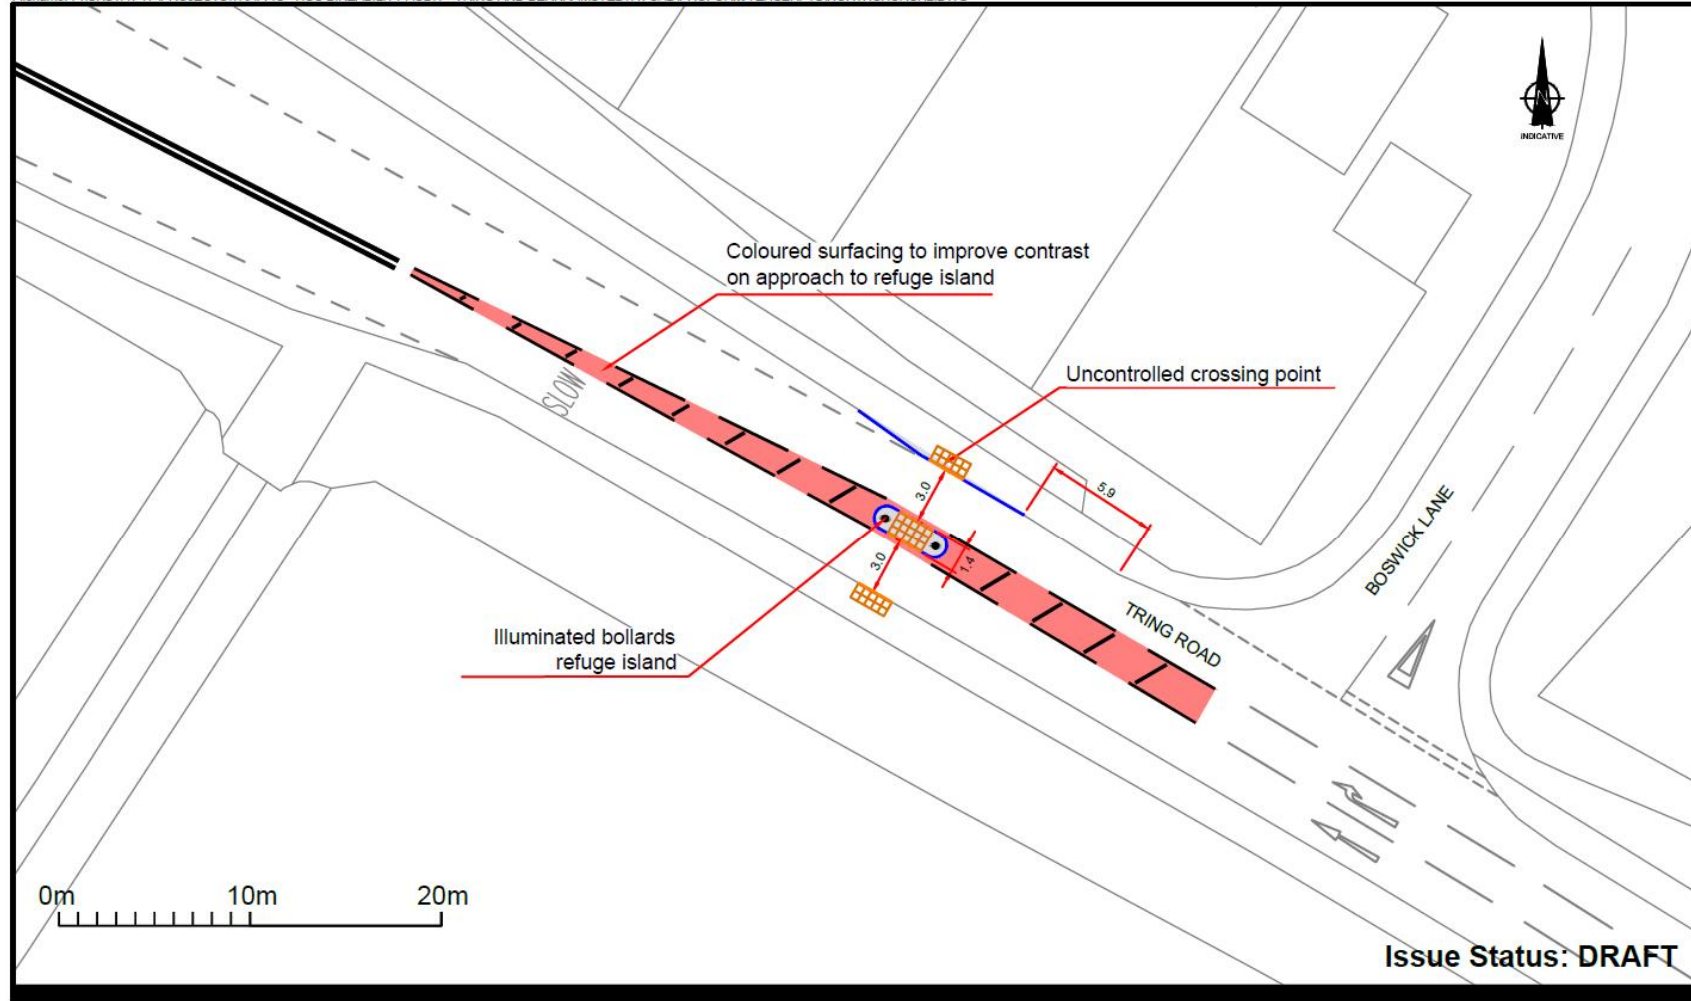 N
INDICATIVE
Coloured surfacing to improve contrast
on approach to refuge island
Uncontrolled crossing point
SLOW
3.0
5.9
BOSWICK LANE
3.0
1.4
TRING ROAD
Illuminated bollards
refuge island
0m 10m 20m
Issue Status: DRAFT